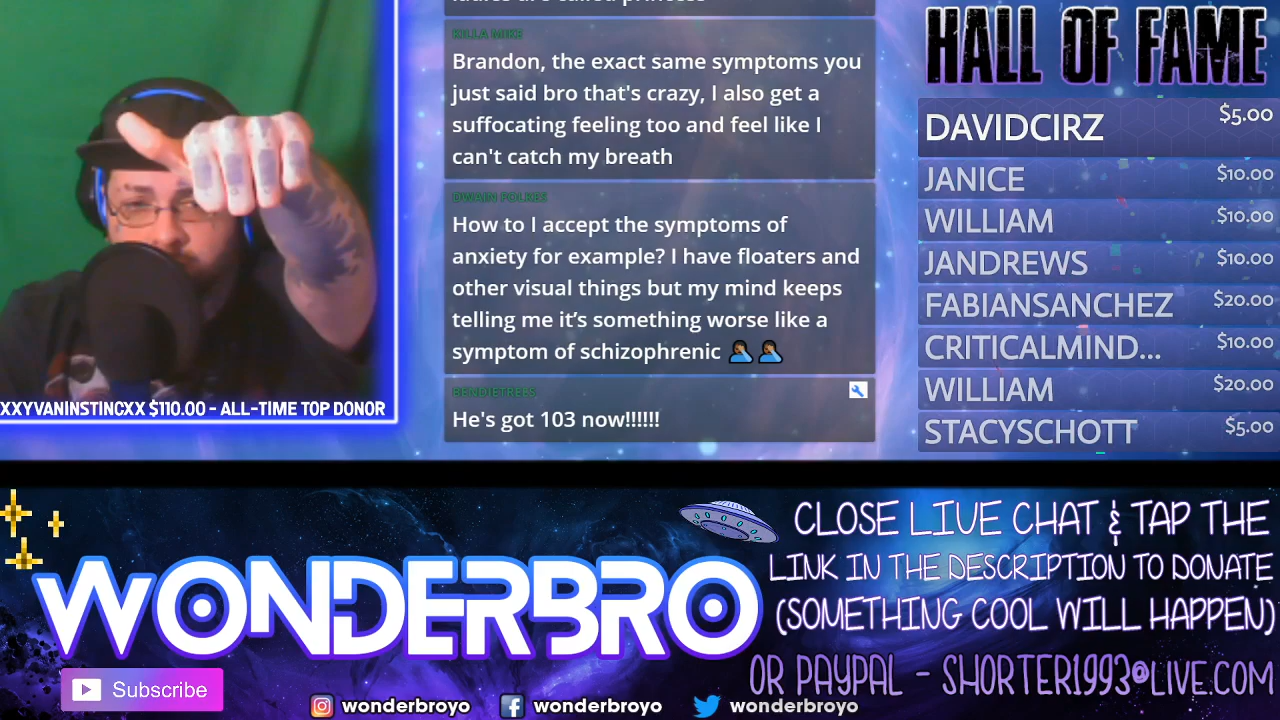 KILLA MIKE
Brandon, the exact same symptoms you
just said bro that's crazy, I also get a
suffocating feeling too and feel like I
can't catch my breath
DWAIN FOLKES
How to I accept the symptoms of
anxiety for example? I have floaters and
other visual things but my mind keeps
telling me it's something worse like a
symptom of schizophrenic
BENDIETREES
He's got 103 now!!!!!!
XXYVANINSTINCXX $110.00 - ALL-TIME TOP DONOR
HALL OF FAME
DAVIDCIRZ $5.00
JANICE $10.00
WILLIAM $10.00
JANDREWS $10.00
FABIANSANCHEZ $20.00
CRITICALMIND... $10.00
WILLIAM $20.00
STACYSCHOTT $5.00
WONDERBRO
Subscribe
wonderbroyo wonderbroyo wonderbroyo
CLOSE LIVE CHAT & TAP THE
LINK IN THE DESCRIPTION TO DONATE
(SOMETHING COOL WILL HAPPEN)
OR PAYPAL - SHORTER1993@LIVE.COM